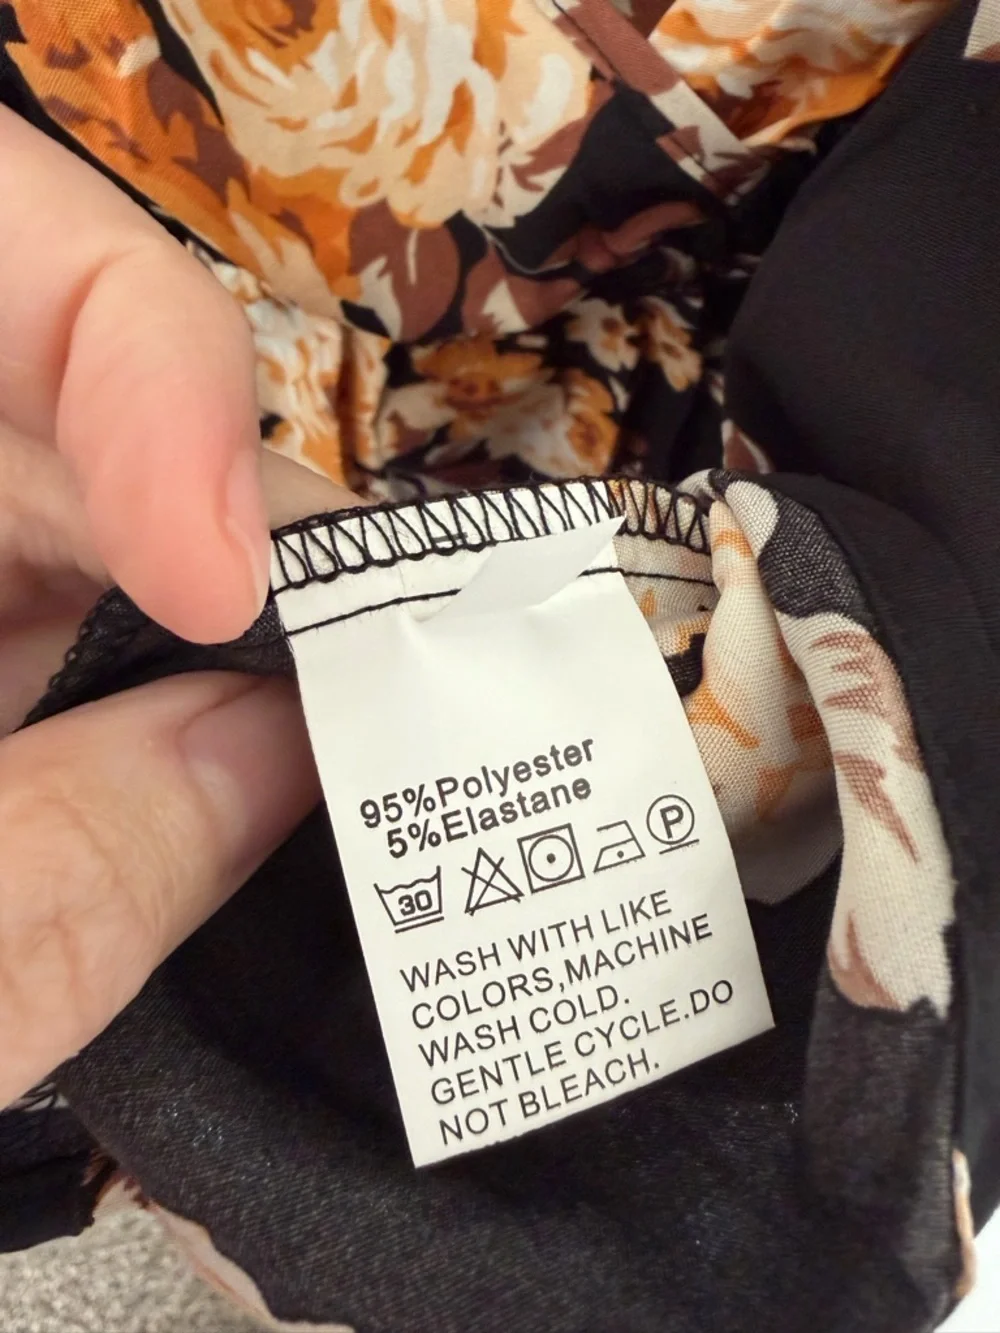 95%Polyester
5%Elastane
30 P
WASH WITH LIKE
COLORS,MACHINE
WASH COLD.
GENTLE CYCLE.DO
NOT BLEACH.